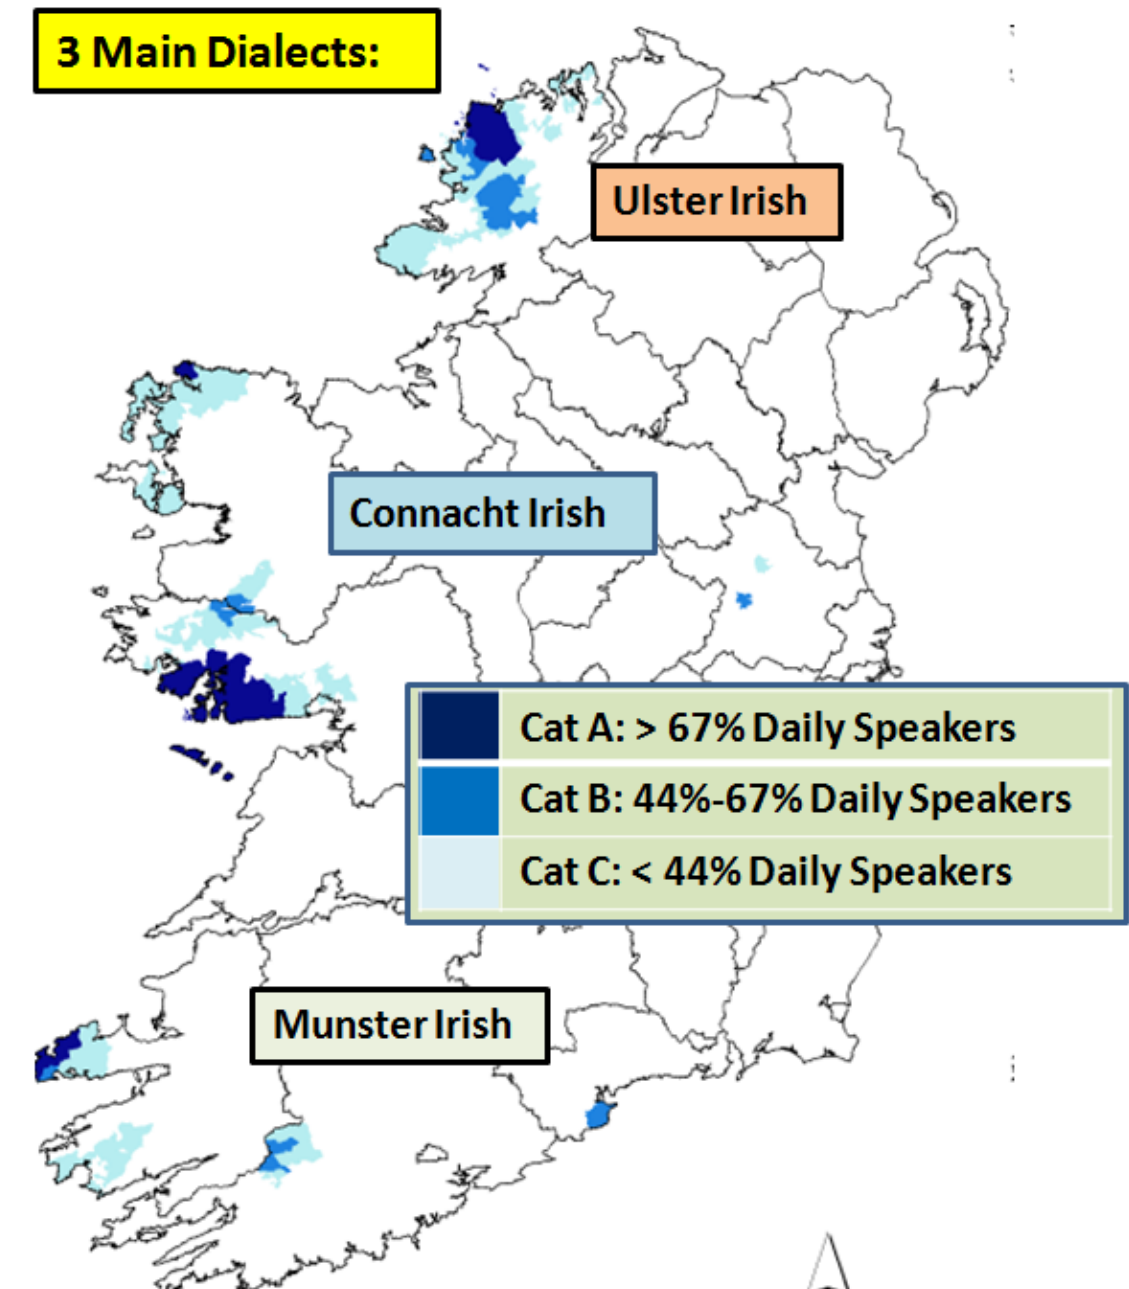 3 Main Dialects:
Ulster Irish
Connacht Irish
Cat A: > 67% Daily Speakers
Cat B: 44%-67% Daily Speakers
Cat C: < 44% Daily Speakers
Munster Irish